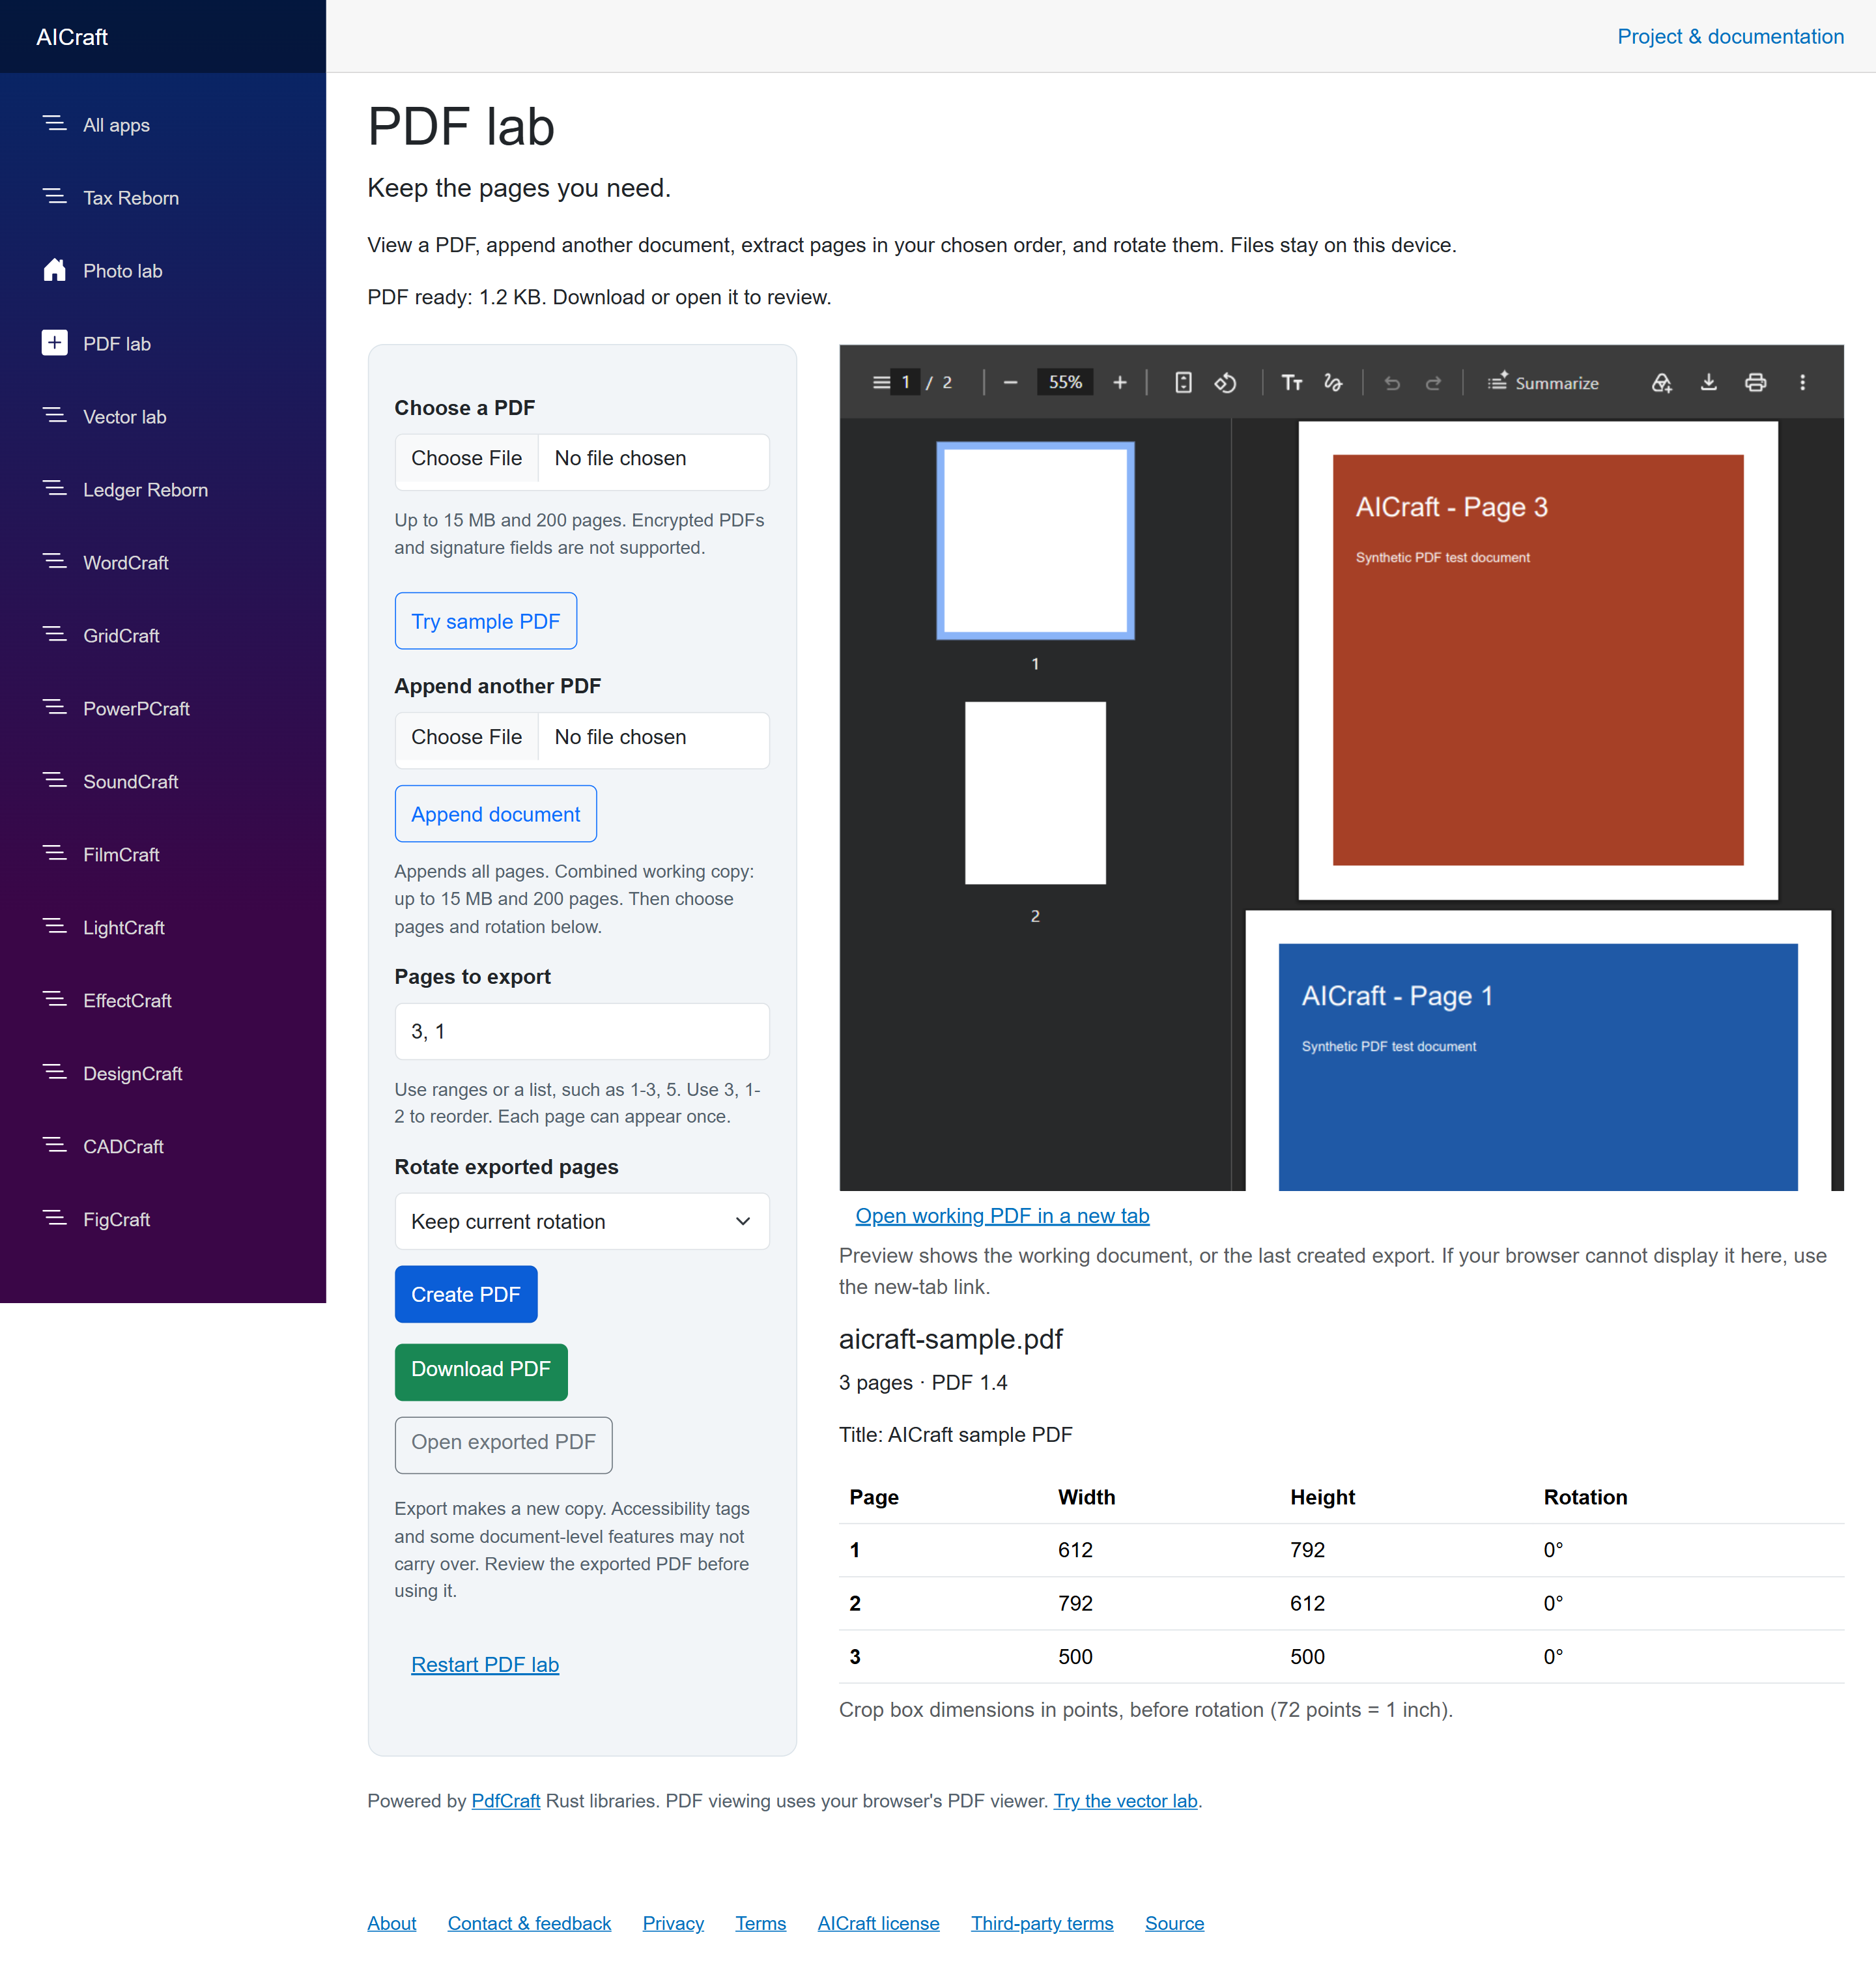 AICraft
Project & documentation
All apps
Tax Reborn
Photo lab
PDF lab
Vector lab
Ledger Reborn
WordCraft
GridCraft
PowerPCraft
SoundCraft
FilmCraft
LightCraft
EffectCraft
DesignCraft
CADCraft
FigCraft
PDF lab
Keep the pages you need.
View a PDF, append another document, extract pages in your chosen order, and rotate them. Files stay on this device.
PDF ready: 1.2 KB. Download or open it to review.
Choose a PDF
Choose File No file chosen
Up to 15 MB and 200 pages. Encrypted PDFs
and signature fields are not supported.
Try sample PDF
Append another PDF
Choose File No file chosen
Append document
Appends all pages. Combined working copy:
up to 15 MB and 200 pages. Then choose
pages and rotation below.
Pages to export
3, 1
Use ranges or a list, such as 1-3, 5. Use 3, 1-
2 to reorder. Each page can appear once.
Rotate exported pages
Keep current rotation
Create PDF
Download PDF
Open exported PDF
Export makes a new copy. Accessibility tags
and some document-level features may not
carry over. Review the exported PDF before
using it.
Restart PDF lab
1 / 2 55% Summarize
1
2
AICraft - Page 3
Synthetic PDF test document
AICraft - Page 1
Synthetic PDF test document
Open working PDF in a new tab
Preview shows the working document, or the last created export. If your browser cannot display it here, use
the new-tab link.
aicraft-sample.pdf
3 pages · PDF 1.4
Title: AICraft sample PDF
Page Width Height Rotation
1 612 792 0°
2 792 612 0°
3 500 500 0°
Crop box dimensions in points, before rotation (72 points = 1 inch).
Powered by PdfCraft Rust libraries. PDF viewing uses your browser's PDF viewer. Try the vector lab.
About Contact & feedback Privacy Terms AICraft license Third-party terms Source